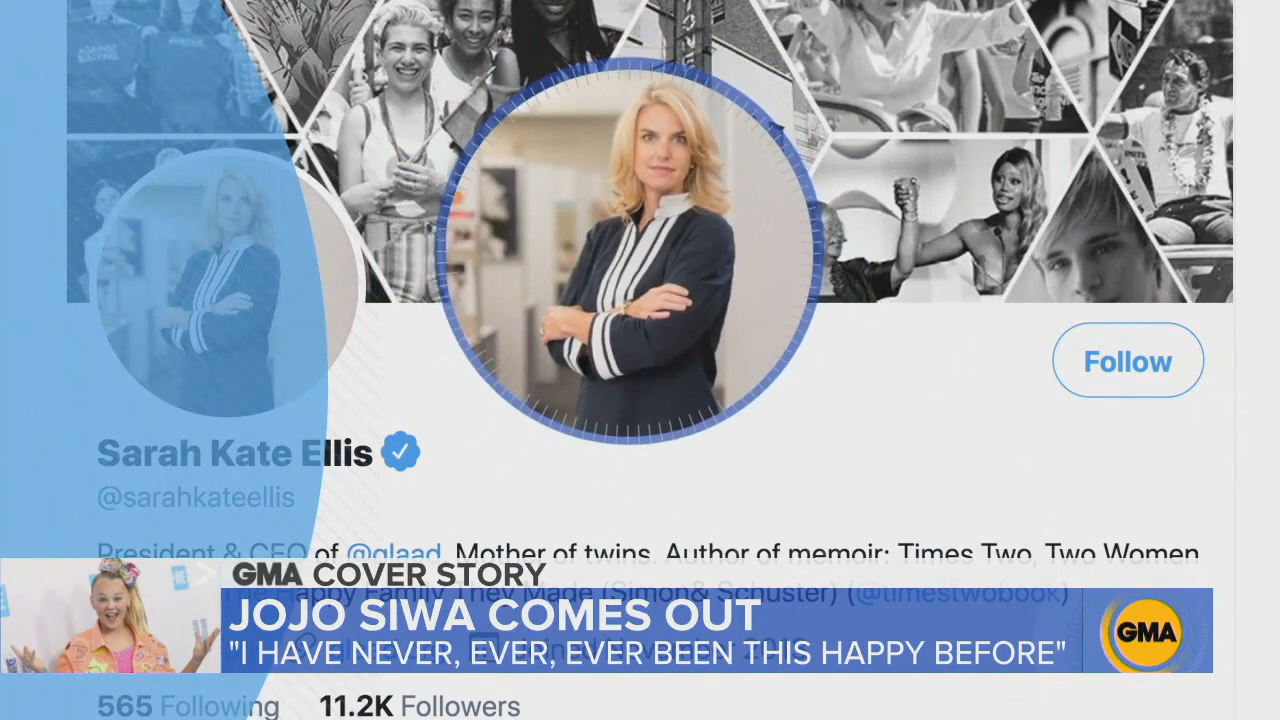 Follow
Sarah Kate Ellis
@sarahkateellis
President & CEO of @glaad. Mother of twins. Author of memoir: Times Two, Two Women
Happy Family They Made (Simon & Schuster) (@timestwobook)
GMA COVER STORY
JOJO SIWA COMES OUT
"I HAVE NEVER, EVER, EVER BEEN THIS HAPPY BEFORE"
GMA
565 Following 11.2K Followers